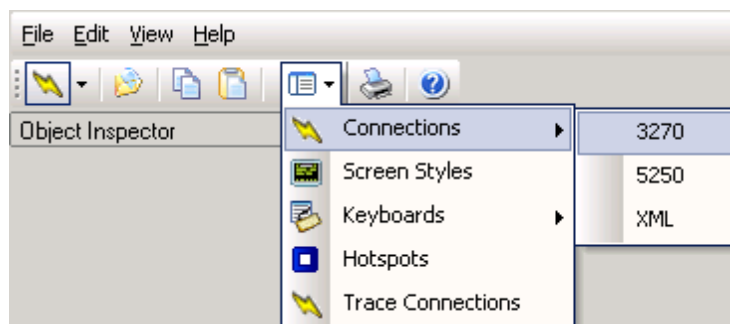 File Edit View Help
Object Inspector
Connections
Screen Styles
Keyboards
Hotspots
Trace Connections
3270
5250
XML